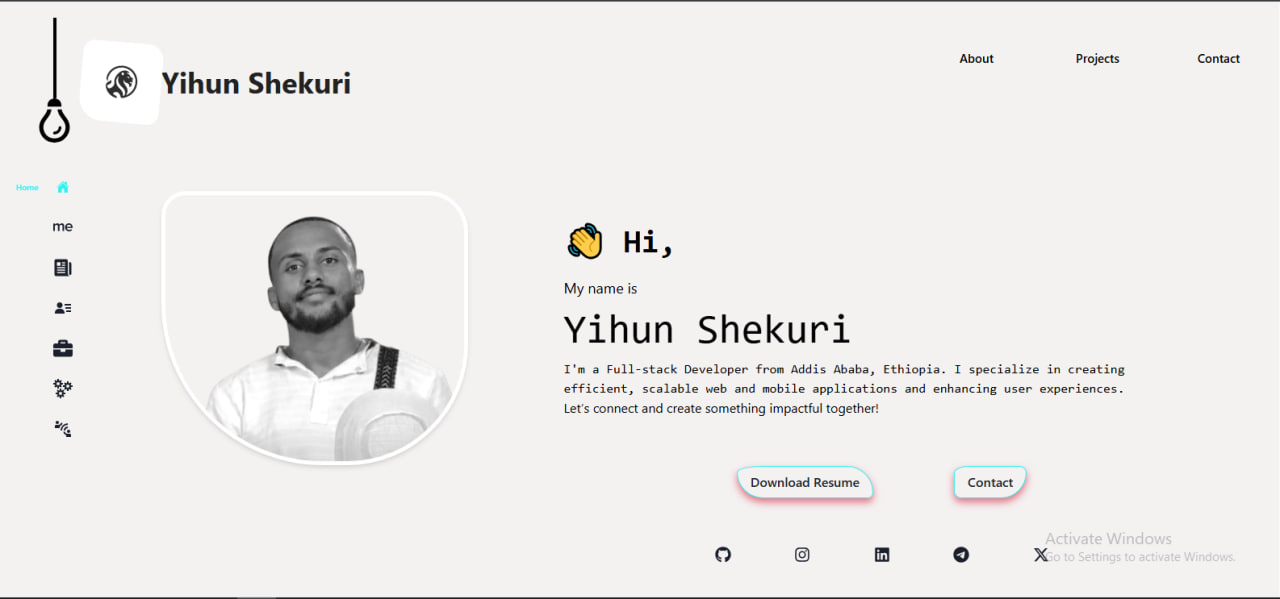 Yihun Shekuri
About
Projects
Contact
Home
me
👋 Hi,
My name is
Yihun Shekuri
I'm a Full-stack Developer from Addis Ababa, Ethiopia. I specialize in creating
efficient, scalable web and mobile applications and enhancing user experiences.
Let's connect and create something impactful together!
Download Resume
Contact
Activate Windows
Go to Settings to activate Windows.